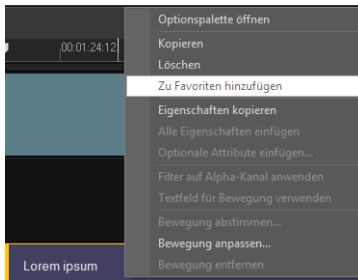 Optionspalette öffnen
00:01:24:12
Kopieren
Löschen
Zu Favoriten hinzufügen
Eigenschaften kopieren
Alle Eigenschaften einfügen
Optionale Attribute einfügen...
Filter auf Alpha-Kanal anwenden
Textfeld für Bewegung verwenden
Bewegung abstimmen...
Bewegung anpassen...
Lorem ipsum
Bewegung entfernen